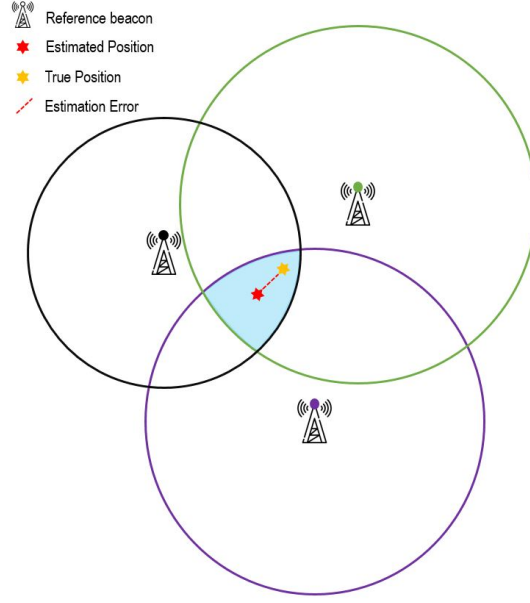 Reference beacon
Estimated Position
True Position
Estimation Error